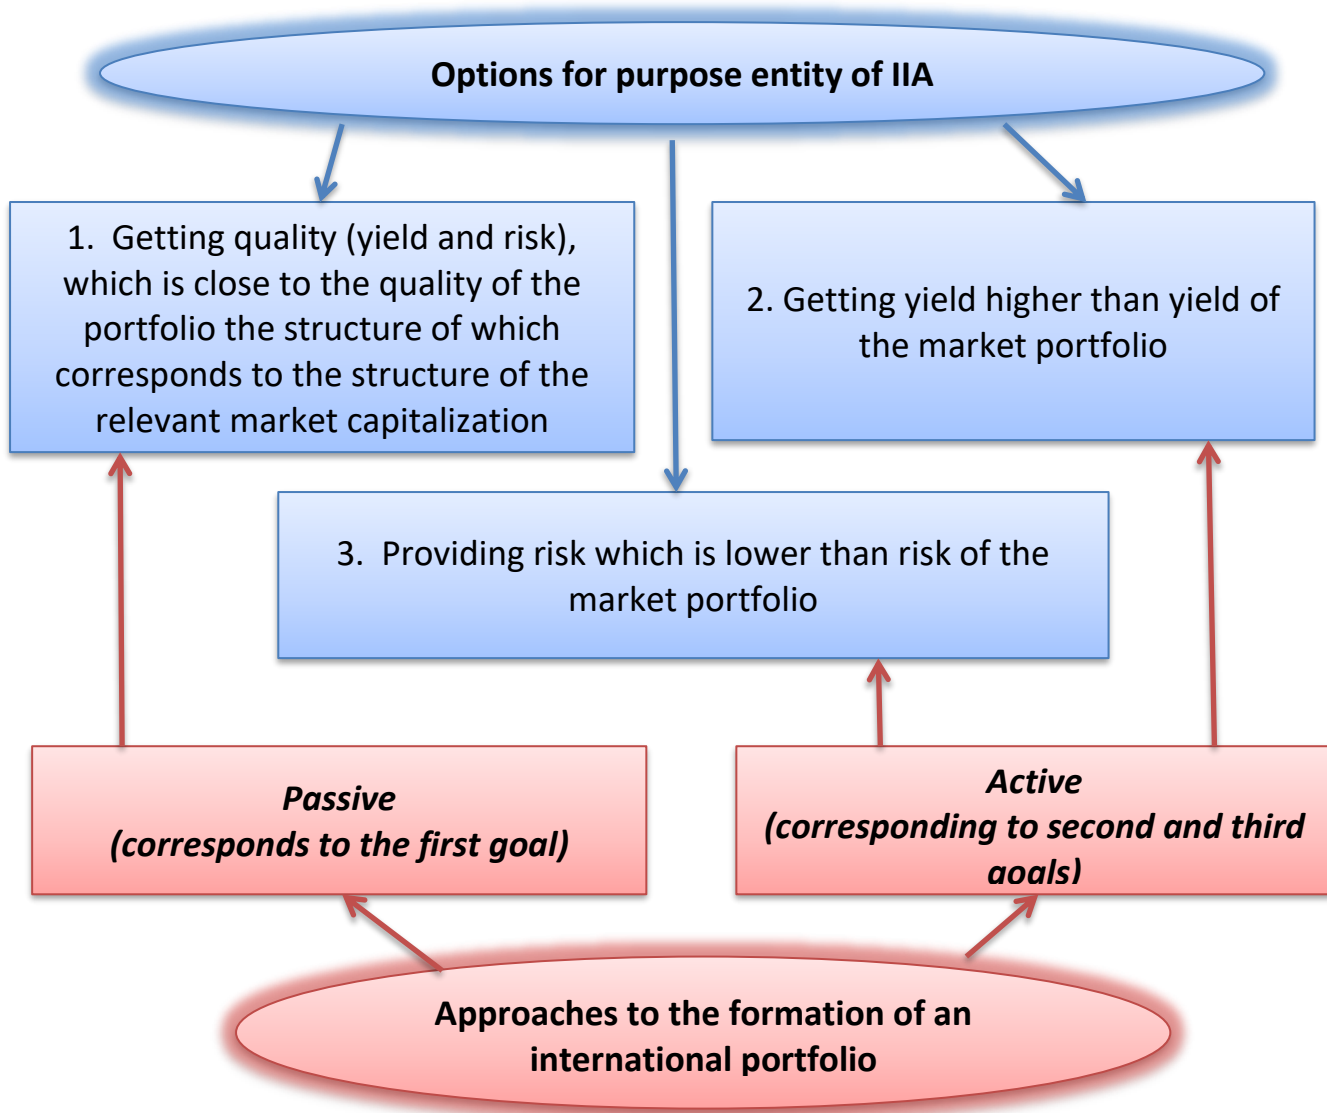 Options for purpose entity of IIA
1. Getting quality (yield and risk),
which is close to the quality of the
portfolio the structure of which
corresponds to the structure of the
relevant market capitalization
2. Getting yield higher than yield of
the market portfolio
3. Providing risk which is lower than risk of the
market portfolio
Passive
(corresponds to the first goal)
Active
(corresponding to second and third
goals)
Approaches to the formation of an
international portfolio